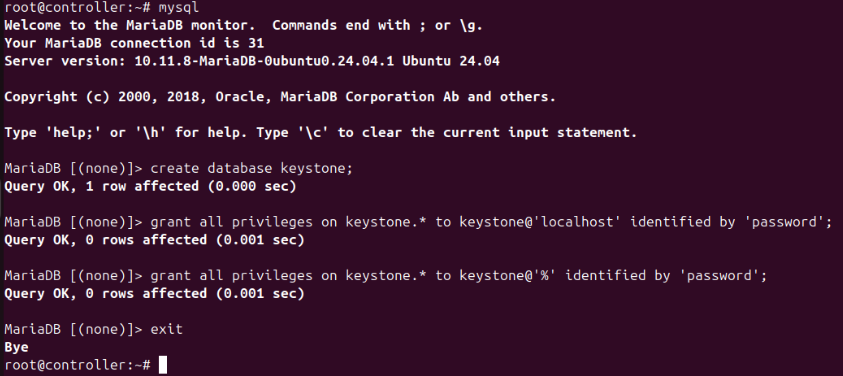 root@controller:~# mysql
Welcome to the MariaDB monitor.  Commands end with ; or \g.
Your MariaDB connection id is 31
Server version: 10.11.8-MariaDB-0ubuntu0.24.04.1 Ubuntu 24.04
Copyright (c) 2000, 2018, Oracle, MariaDB Corporation Ab and others.
Type 'help;' or '\h' for help. Type '\c' to clear the current input statement.
MariaDB [(none)]> create database keystone;
Query OK, 1 row affected (0.000 sec)
MariaDB [(none)]> grant all privileges on keystone.* to keystone@'localhost' identified by 'password';
Query OK, 0 rows affected (0.001 sec)
MariaDB [(none)]> grant all privileges on keystone.* to keystone@'%' identified by 'password';
Query OK, 0 rows affected (0.001 sec)
MariaDB [(none)]> exit
Bye
root@controller:~#